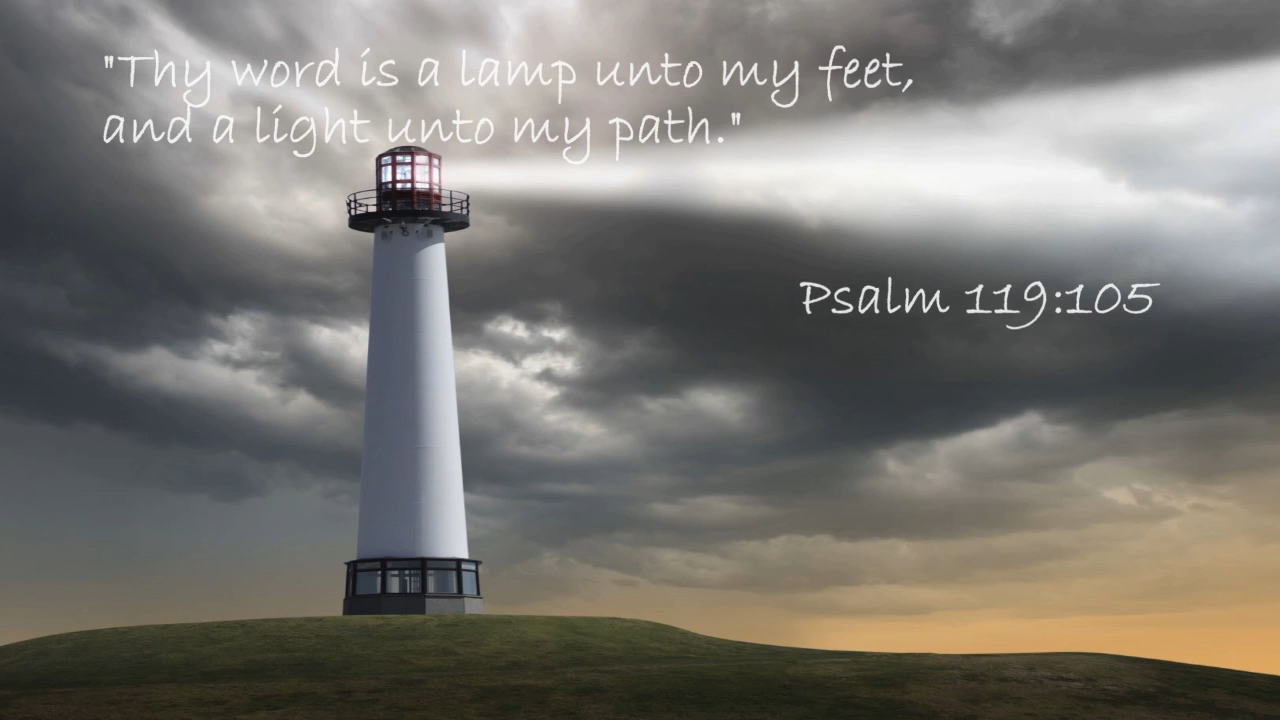 "Thy word is a lamp unto my feet,
and a light unto my path."
Psalm 119:105